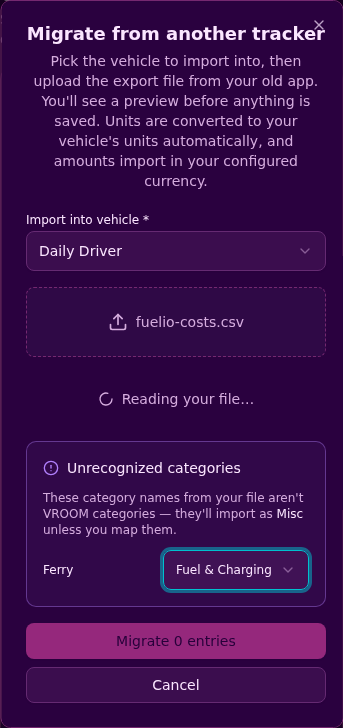 Migrate from another tracker
Pick the vehicle to import into, then
upload the export file from your old app.
You'll see a preview before anything is
saved. Units are converted to your
vehicle's units automatically, and
amounts import in your configured
currency.
Import into vehicle *
Daily Driver
fuelio-costs.csv
Reading your file…
Unrecognized categories
These category names from your file aren't
VROOM categories — they'll import as Misc
unless you map them.
Ferry
Fuel & Charging
Migrate 0 entries
Cancel